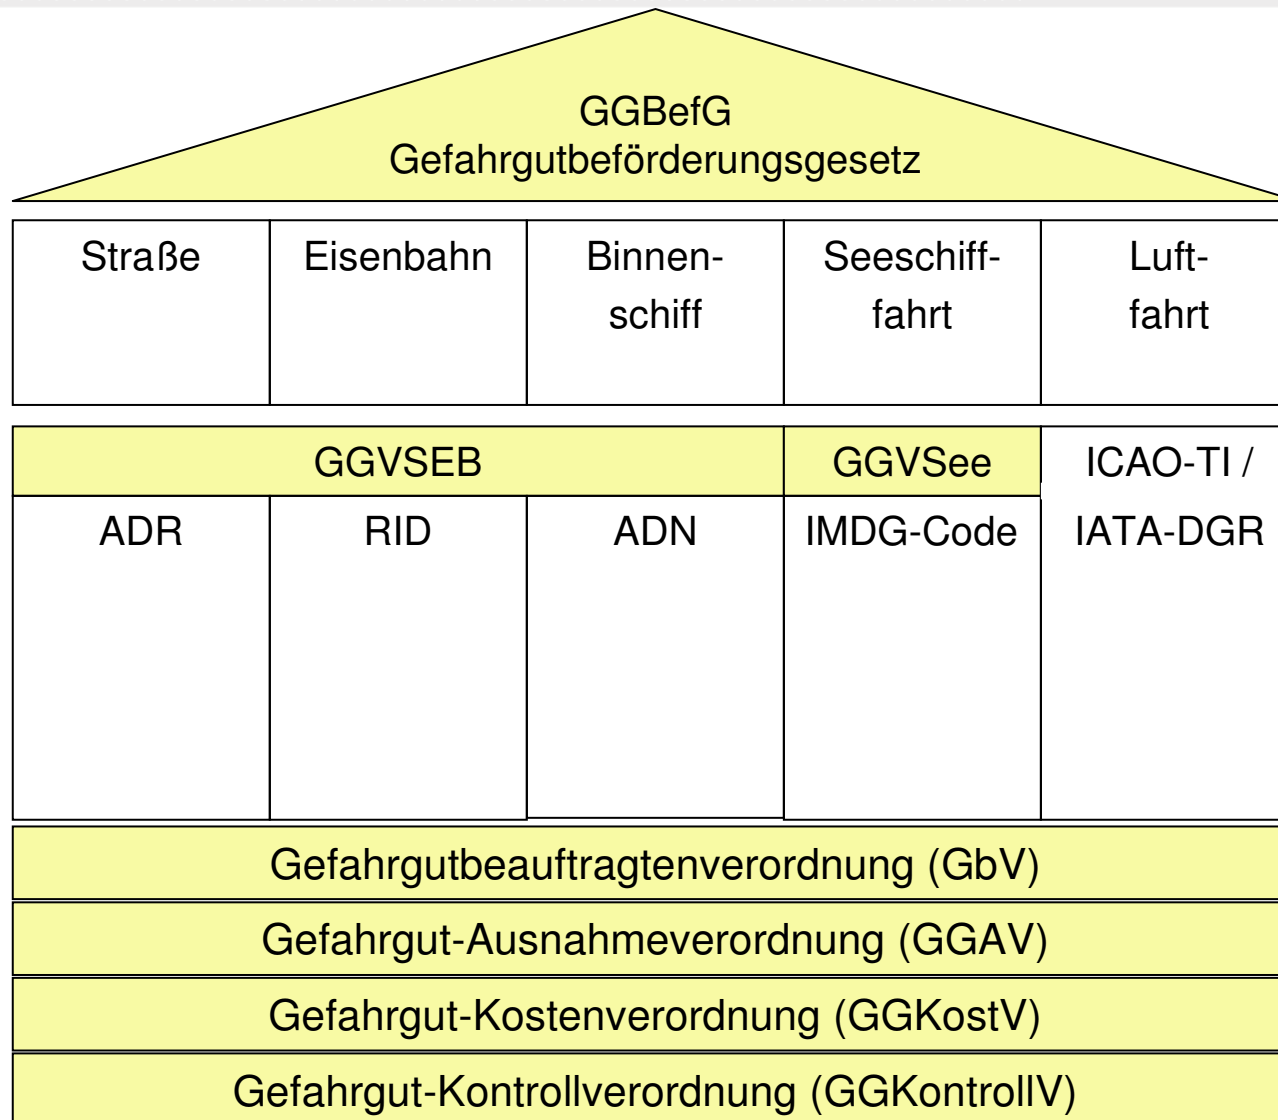 GGBefG
Gefahrgutbeförderungsgesetz
Straße
Eisenbahn
Binnen-
schiff
Seeschiff-
fahrt
Luft-
fahrt
GGVSEB
GGVSee
ICAO-TI /
IATA-DGR
ADR
RID
ADN
IMDG-Code
Gefahrgutbeauftragtenverordnung (GbV)
Gefahrgut-Ausnahmeverordnung (GGAV)
Gefahrgut-Kostenverordnung (GGKostV)
Gefahrgut-Kontrollverordnung (GGKontrollV)